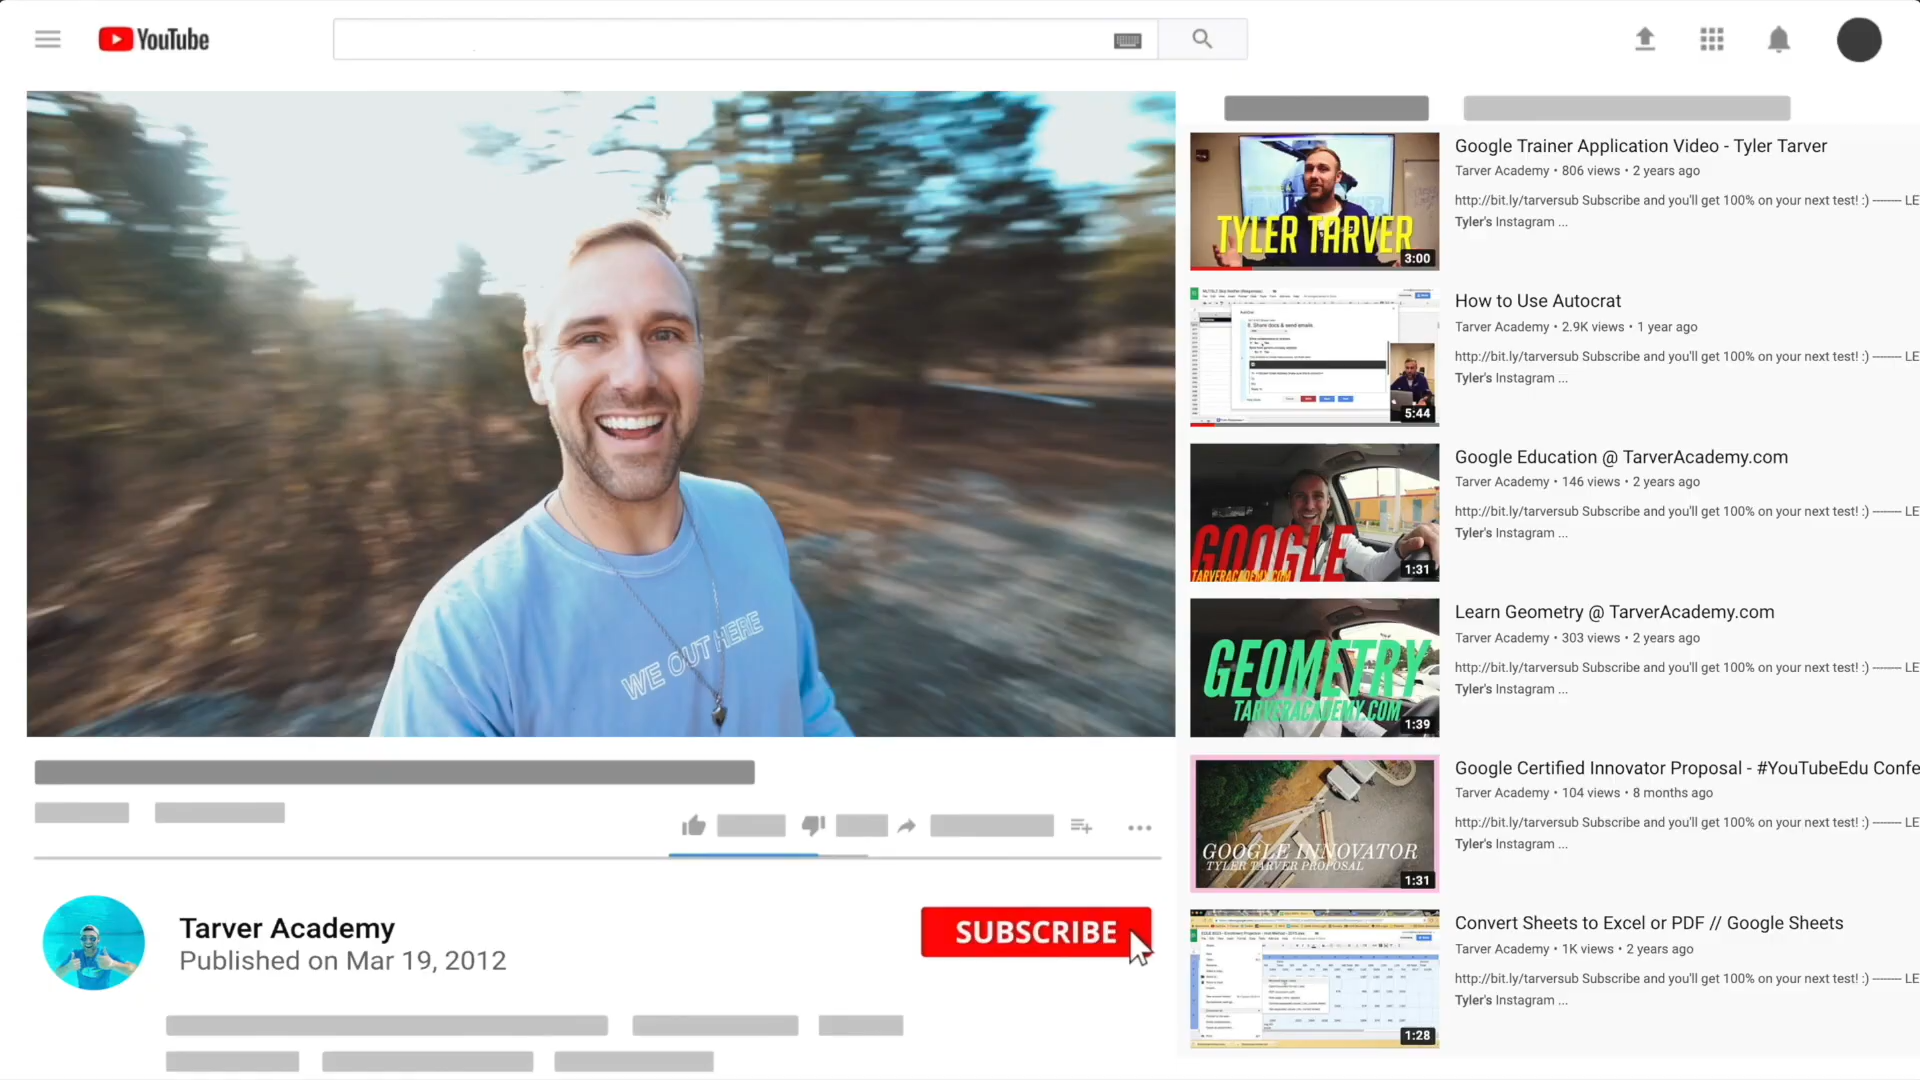 YouTube
WE OUT HERE
Google Trainer Application Video - Tyler Tarver
Tarver Academy • 806 views • 2 years ago
http://bit.ly/tarversub Subscribe and you'll get 100% on your next test! :) -------- LE
Tyler's Instagram ...
TYLER TARVER
3:00
How to Use Autocrat
Tarver Academy • 2.9K views • 1 year ago
http://bit.ly/tarversub Subscribe and you'll get 100% on your next test! :) -------- LE
Tyler's Instagram ...
8. Share docs & send emails
5:44
Google Education @ TarverAcademy.com
Tarver Academy • 146 views • 2 years ago
http://bit.ly/tarversub Subscribe and you'll get 100% on your next test! :) -------- LE
Tyler's Instagram ...
GOOGLE
TARVERACADEMY.COM
1:31
Learn Geometry @ TarverAcademy.com
Tarver Academy • 303 views • 2 years ago
http://bit.ly/tarversub Subscribe and you'll get 100% on your next test! :) -------- LE
Tyler's Instagram ...
GEOMETRY
TARVERACADEMY.COM
1:39
Google Certified Innovator Proposal - #YouTubeEdu Confe
Tarver Academy • 104 views • 8 months ago
http://bit.ly/tarversub Subscribe and you'll get 100% on your next test! :) -------- LE
Tyler's Instagram ...
GOOGLE INNOVATOR
TYLER TARVER PROPOSAL
1:31
Convert Sheets to Excel or PDF // Google Sheets
Tarver Academy • 1K views • 2 years ago
http://bit.ly/tarversub Subscribe and you'll get 100% on your next test! :) -------- LE
Tyler's Instagram ...
1:28
Tarver Academy
Published on Mar 19, 2012
SUBSCRIBE